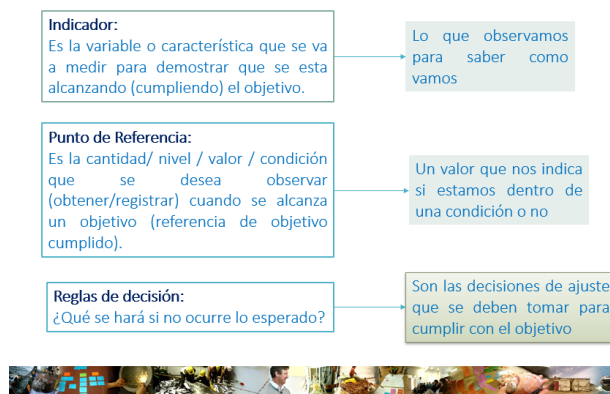 Indicador:
Es la variable o característica que se va
a medir para demostrar que se esta
alcanzando (cumpliendo) el objetivo.
Lo que observamos
para saber como
vamos
Punto de Referencia:
Es la cantidad/ nivel / valor / condición
que se desea observar
(obtener/registrar) cuando se alcanza
un objetivo (referencia de objetivo
cumplido).
Un valor que nos indica
si estamos dentro de
una condición o no
Reglas de decisión:
¿Qué se hará si no ocurre lo esperado?
Son las decisiones de ajuste
que se deben tomar para
cumplir con el objetivo